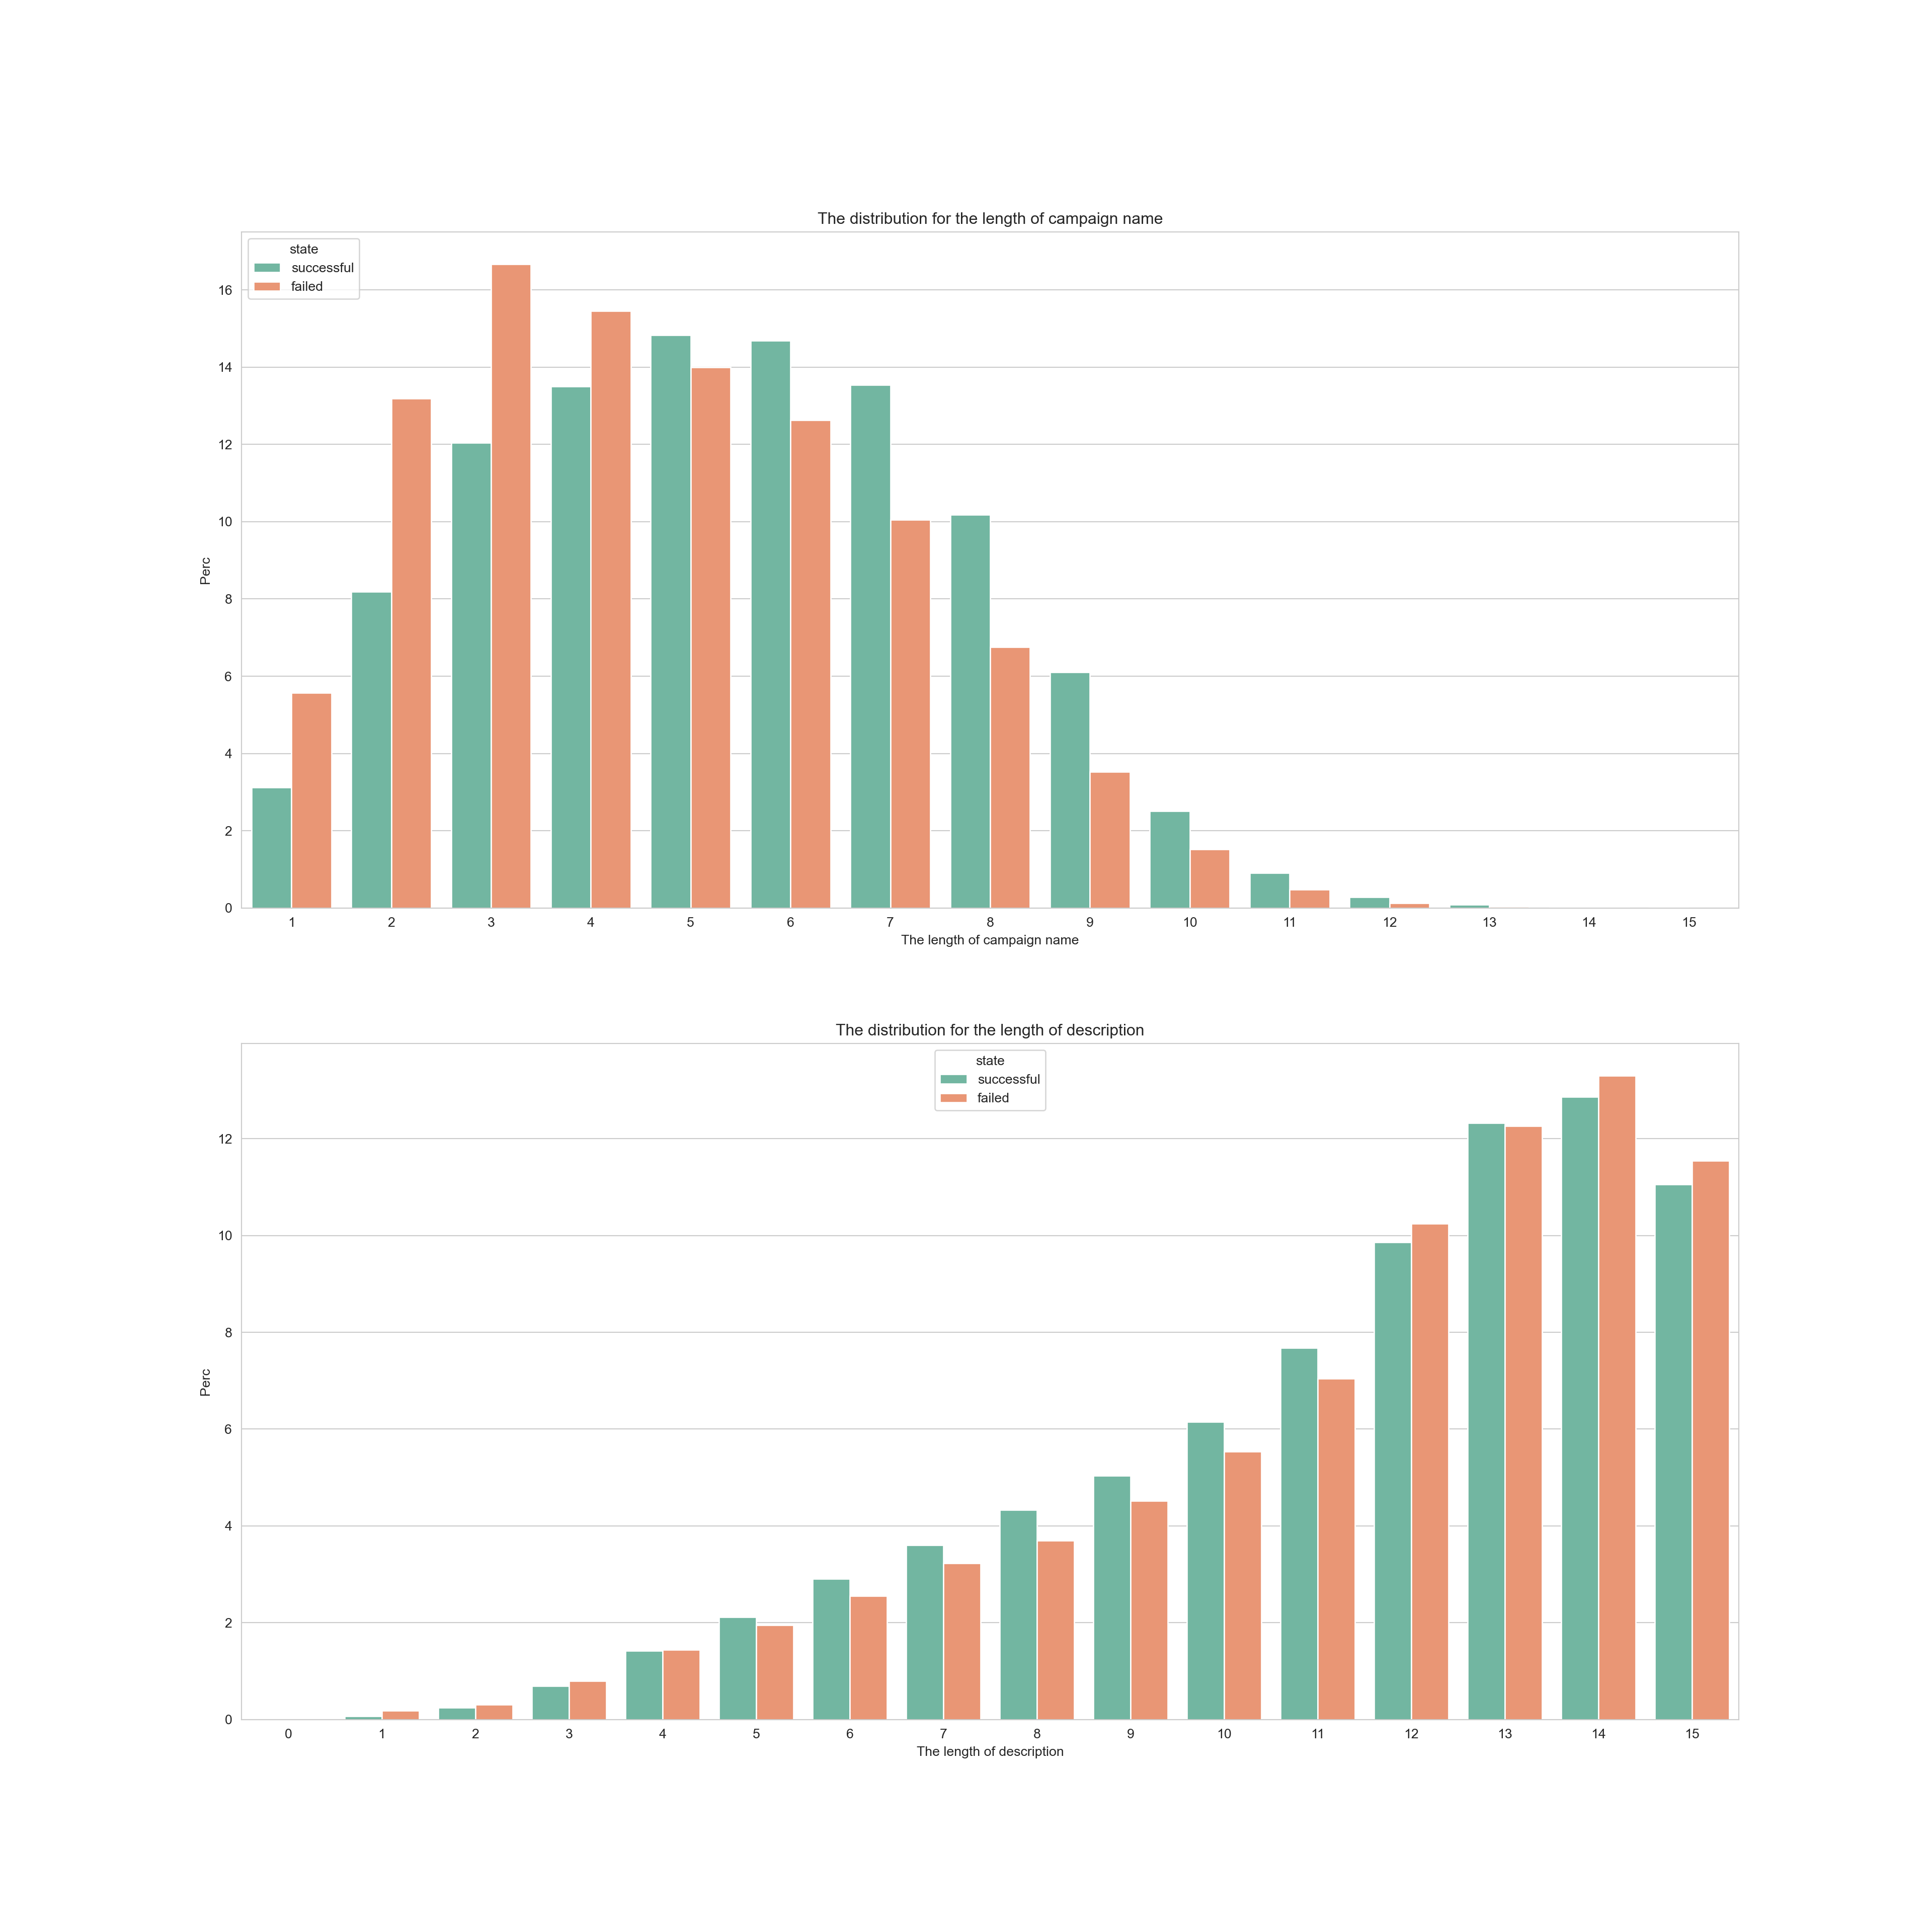 The distribution for the length of campaign name
state
successful
failed
16
14
12
10
8
6
4
2
0
Perc
1 2 3 4 5 6 7 8 9 10 11 12 13 14 15
The length of campaign name
The distribution for the length of description
state
successful
failed
12
10
8
6
4
2
0
Perc
0 1 2 3 4 5 6 7 8 9 10 11 12 13 14 15
The length of description